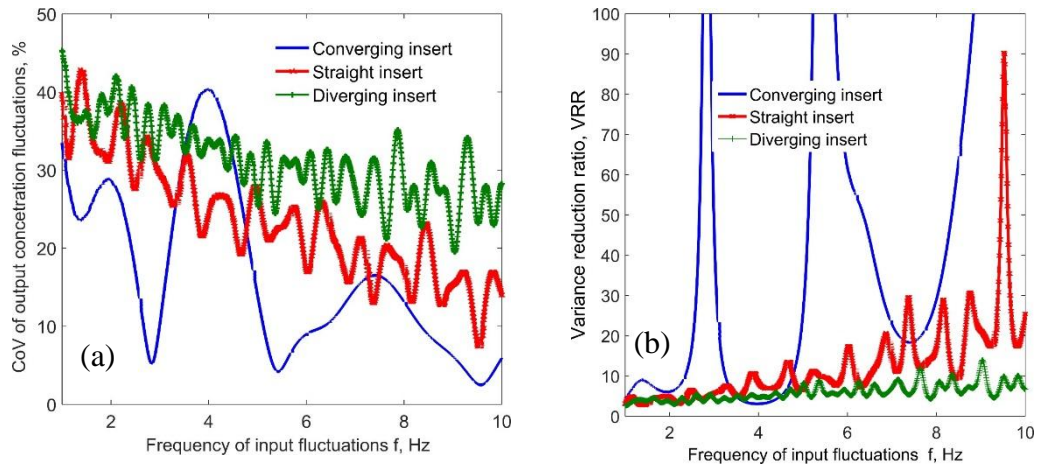 CoV of output concetration fluctuations, %
50
40
30
20
10
0
Converging insert
Straight insert
Diverging insert
(a)
2
4
6
8
10
Frequency of input fluctuations f, Hz
Variance reduction ratio, VRR
100
90
80
70
60
50
40
30
20
10
0
Converging insert
Straight insert
Diverging insert
(b)
2
4
6
8
10
Frequency of input fluctuations f, Hz